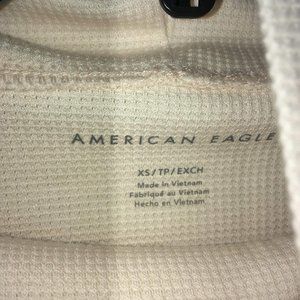 AMERICAN EAGLE
XS/TP/EXCH
Made in Vietnam
Fabriqué au Vietnam
Hecho en Vietnam